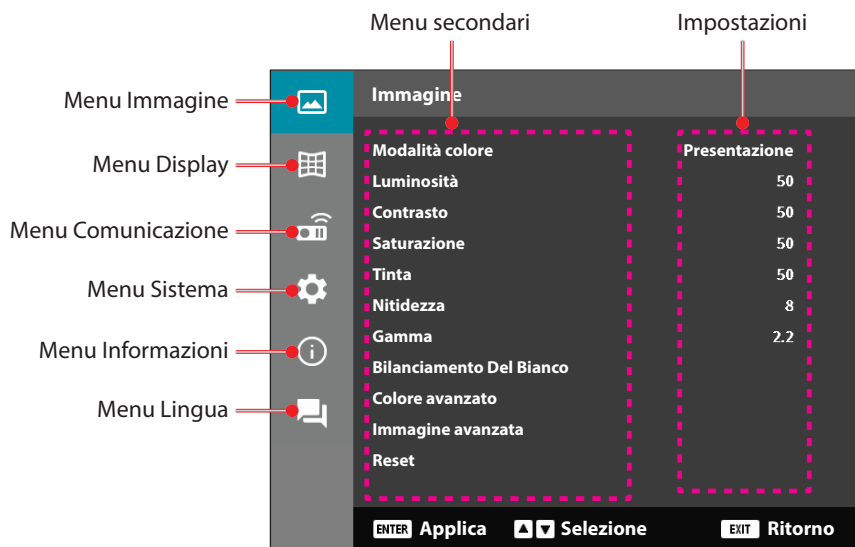 Menu secondari
Impostazioni
Menu Immagine
Immagine
Menu Display
Modalità colore Presentazione
Luminosità 50
Menu Comunicazione
Contrasto 50
Saturazione 50
Menu Sistema
Tinta 50
Nitidezza 8
Menu Informazioni
Gamma 2.2
Bilanciamento Del Bianco
Menu Lingua
Colore avanzato
Immagine avanzata
Reset
ENTER Applica Selezione EXIT Ritorno